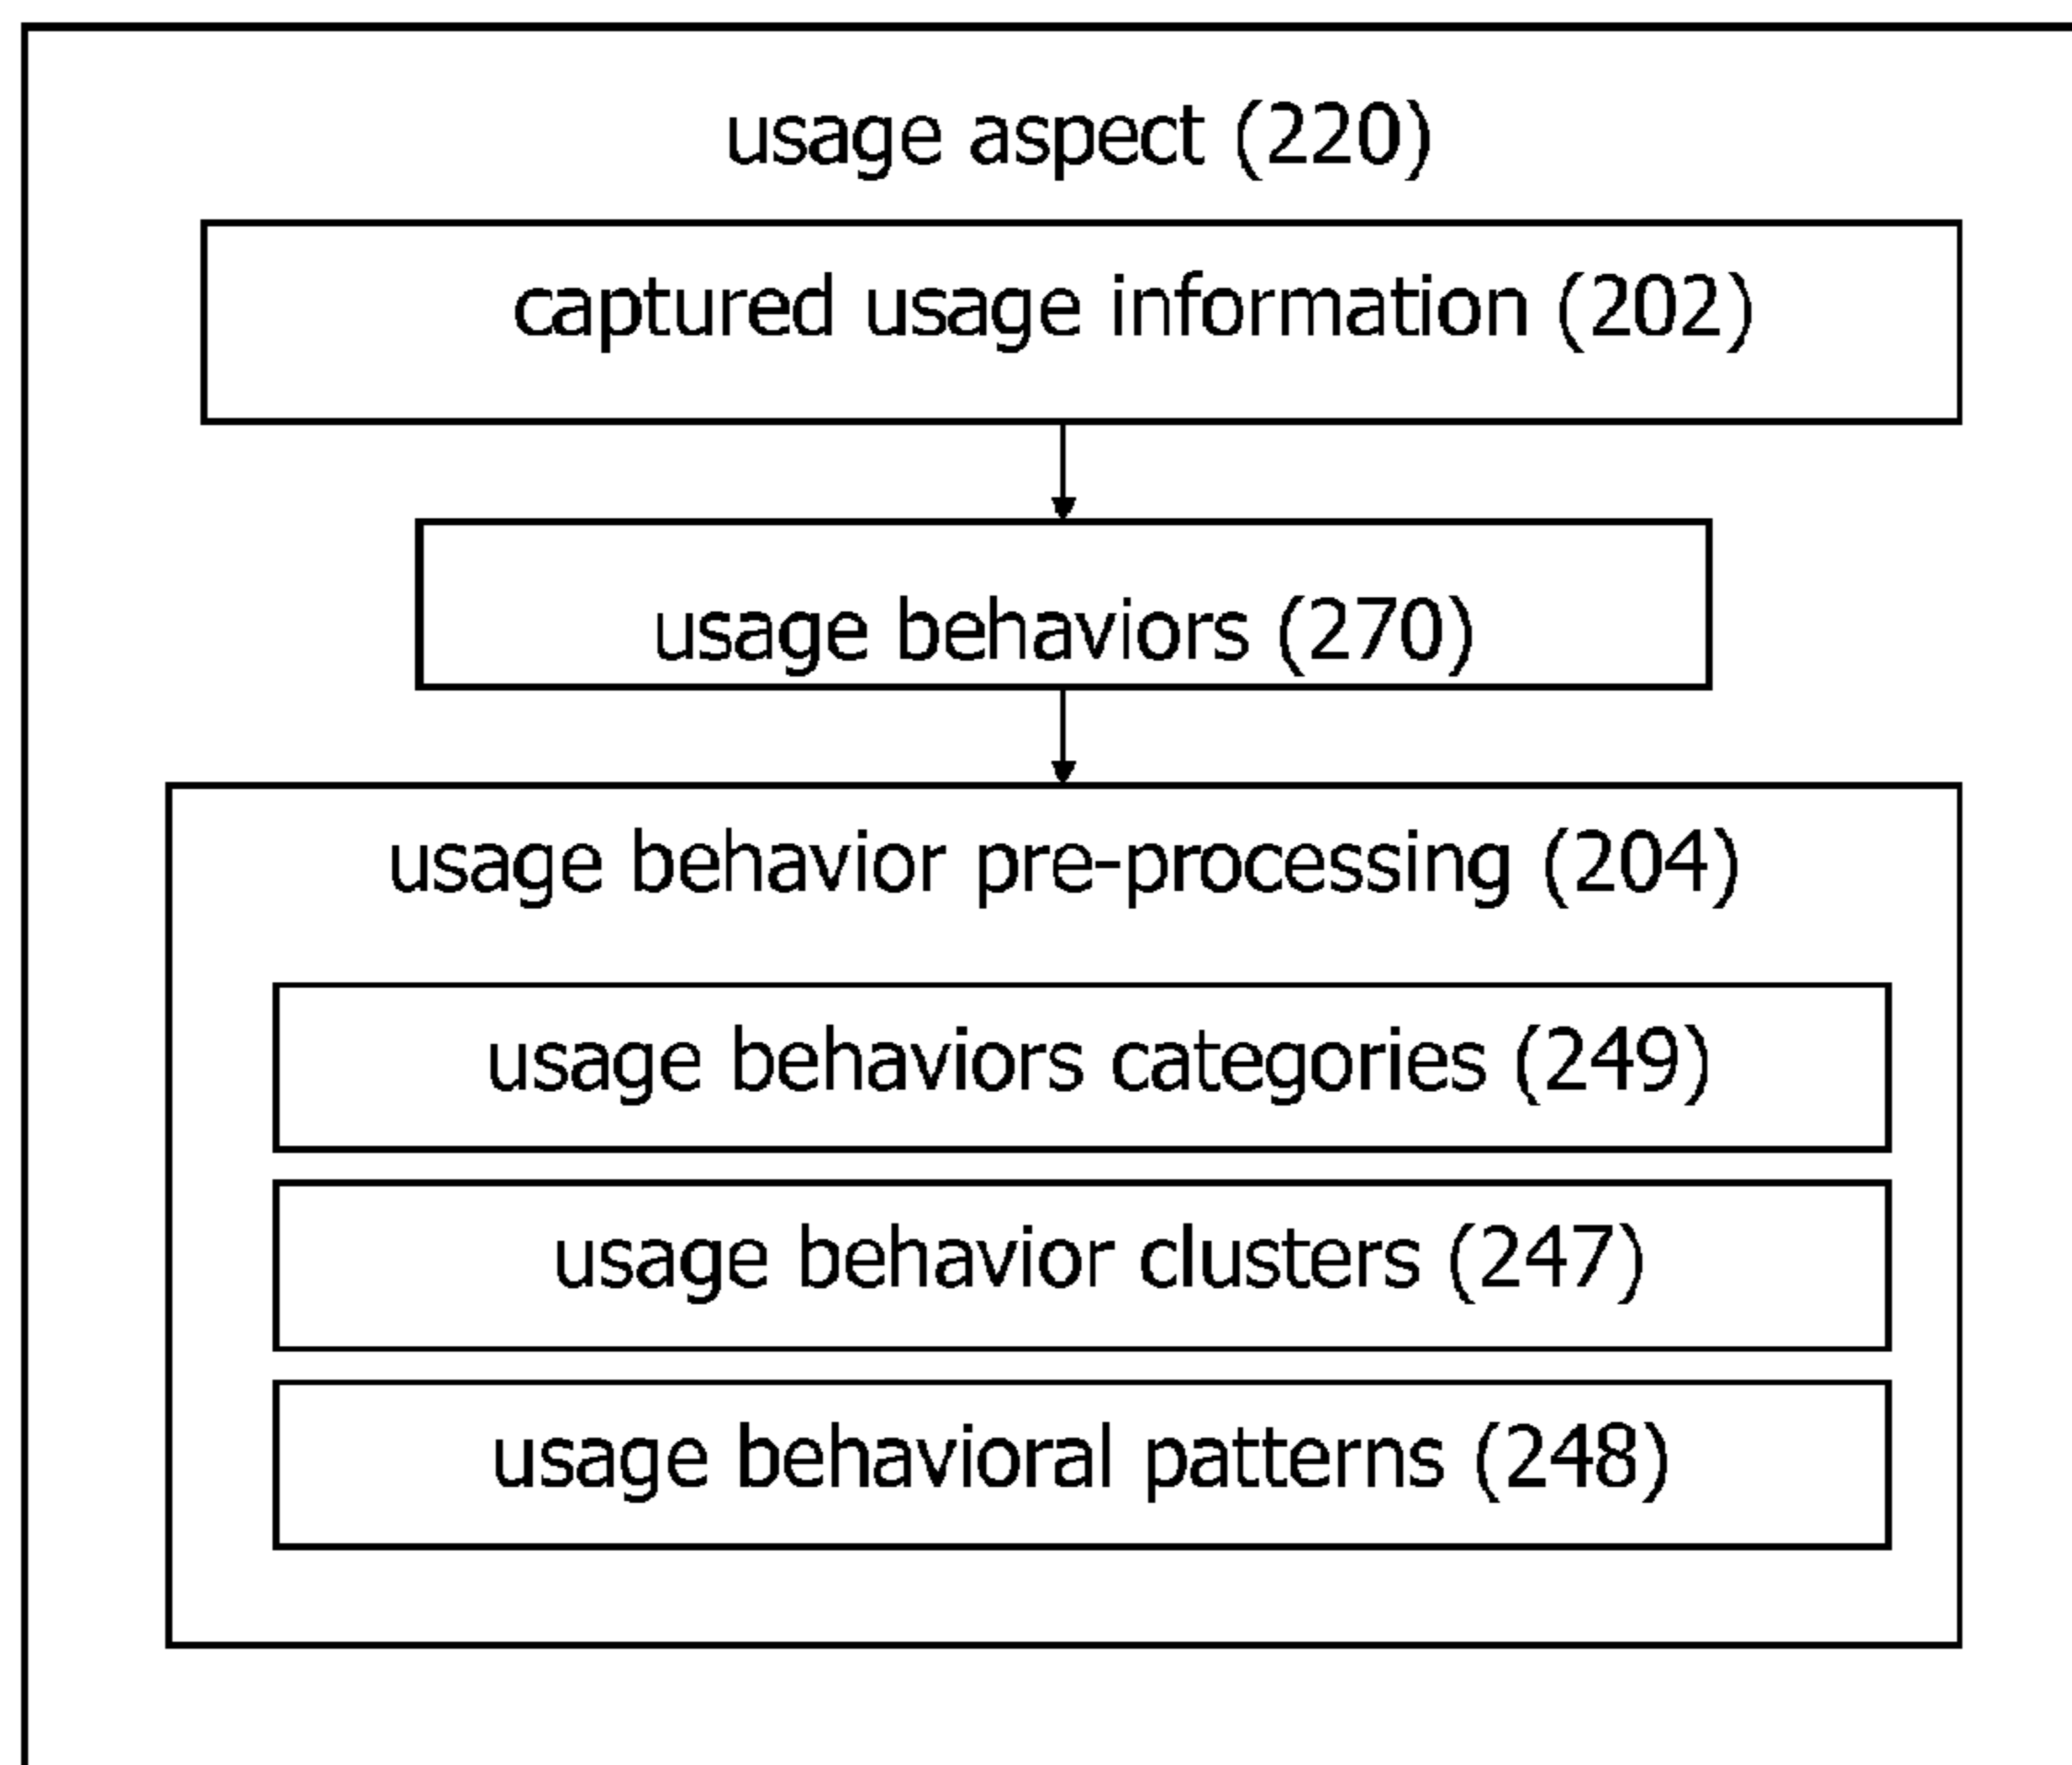 usage aspect (220)
captured usage information (202)
usage behaviors (270)
usage behavior pre-processing (204)
usage behaviors categories (249)
usage behavior clusters (247)
usage behavioral patterns (248)